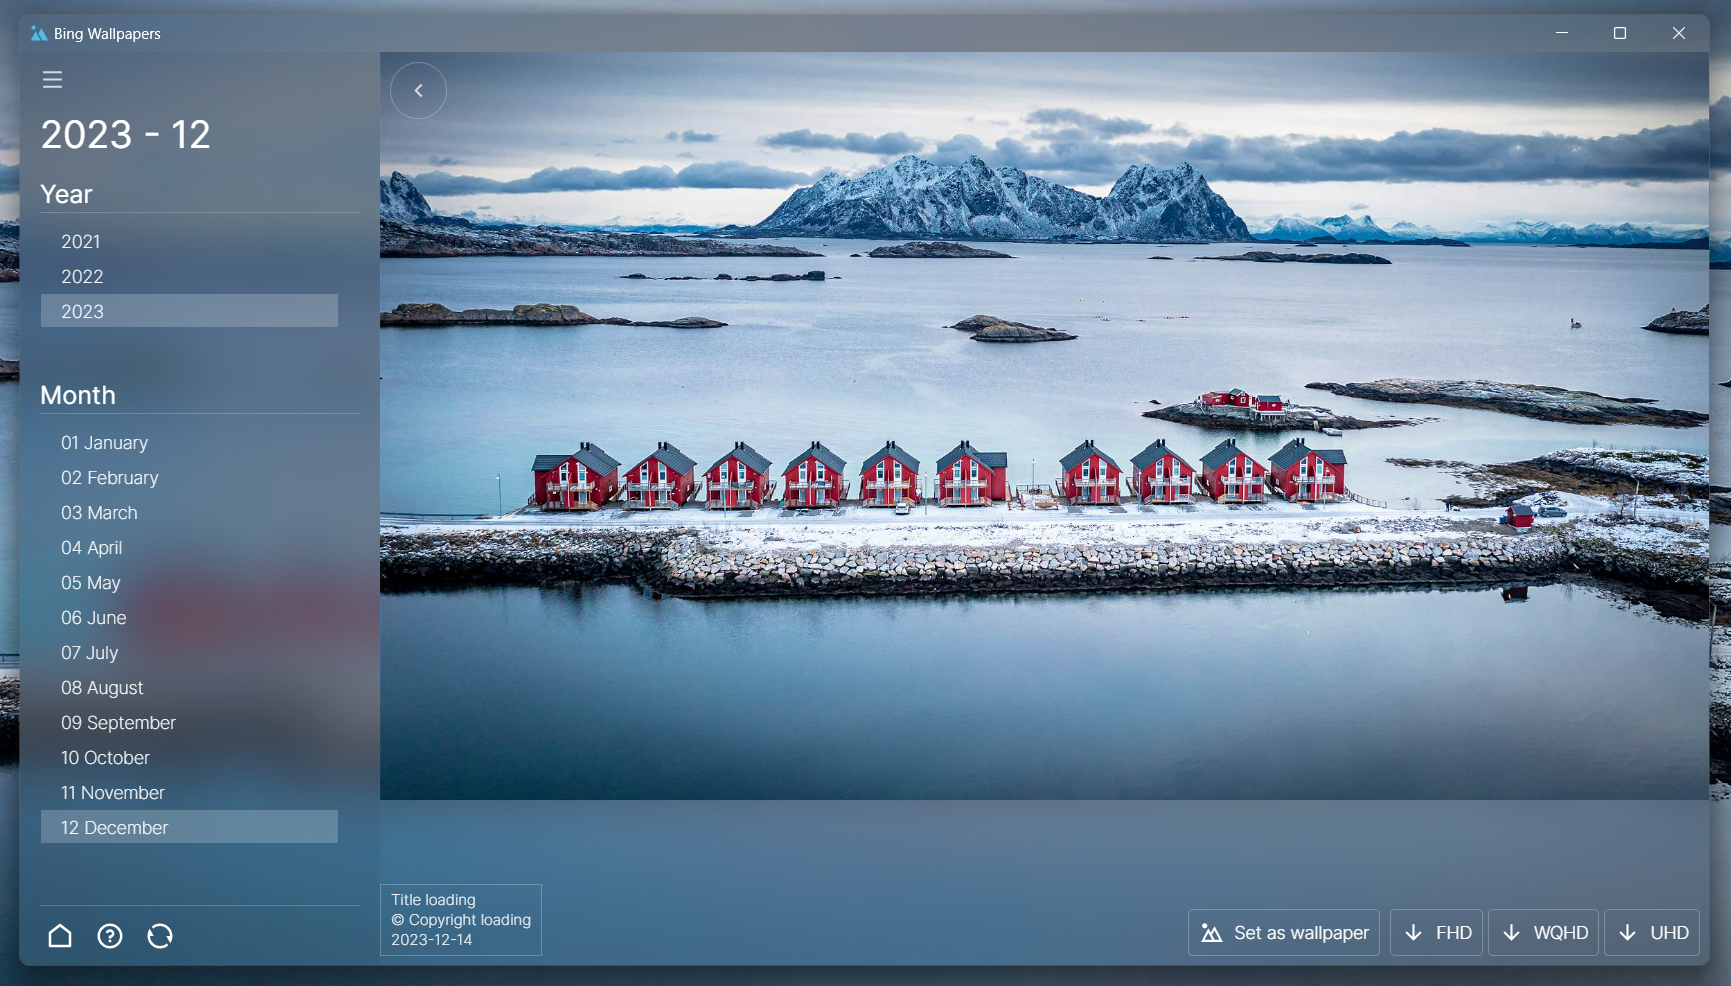 Bing Wallpapers
2023 - 12
Year
2021
2022
2023
Month
01 January
02 February
03 March
04 April
05 May
06 June
07 July
08 August
09 September
10 October
11 November
12 December
Title loading
© Copyright loading
2023-12-14
Set as wallpaper
FHD
WQHD
UHD